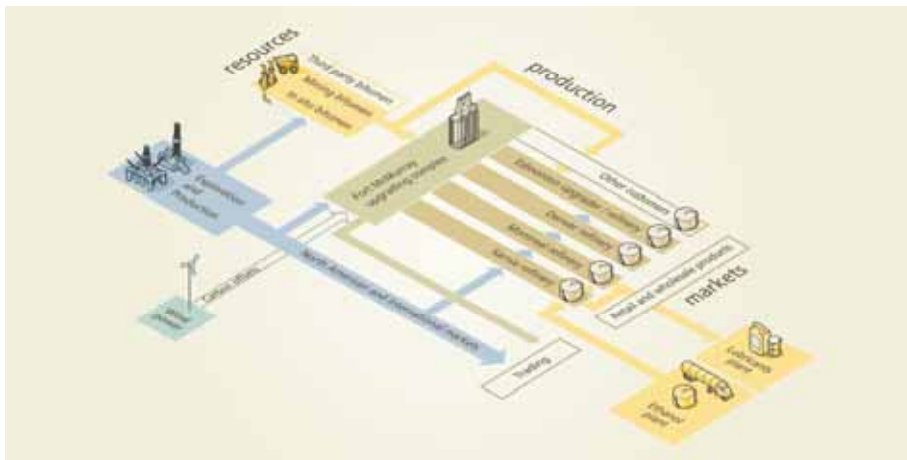 resources
Third party bitumen
Mining bitumen
In situ bitumen
production
Exploration
and
Production
Fort McMurray
upgrading complex
Other customers
Edmonton upgrader / refinery
Denver refinery
Montreal refinery
Sarnia refinery
Carbon offsets
Wind
power
North American and international markets
Retail and wholesale products
markets
Trading
Lubricants
plant
Ethanol
plant